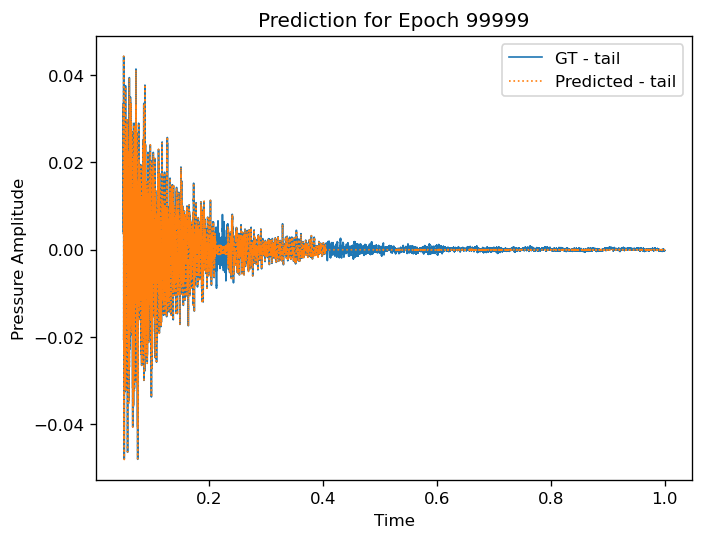 Prediction for Epoch 99999
GT - tail
Predicted - tail
0.04
0.02
0.00
−0.02
−0.04
Pressure Amplitude
0.2 0.4 0.6 0.8 1.0
Time